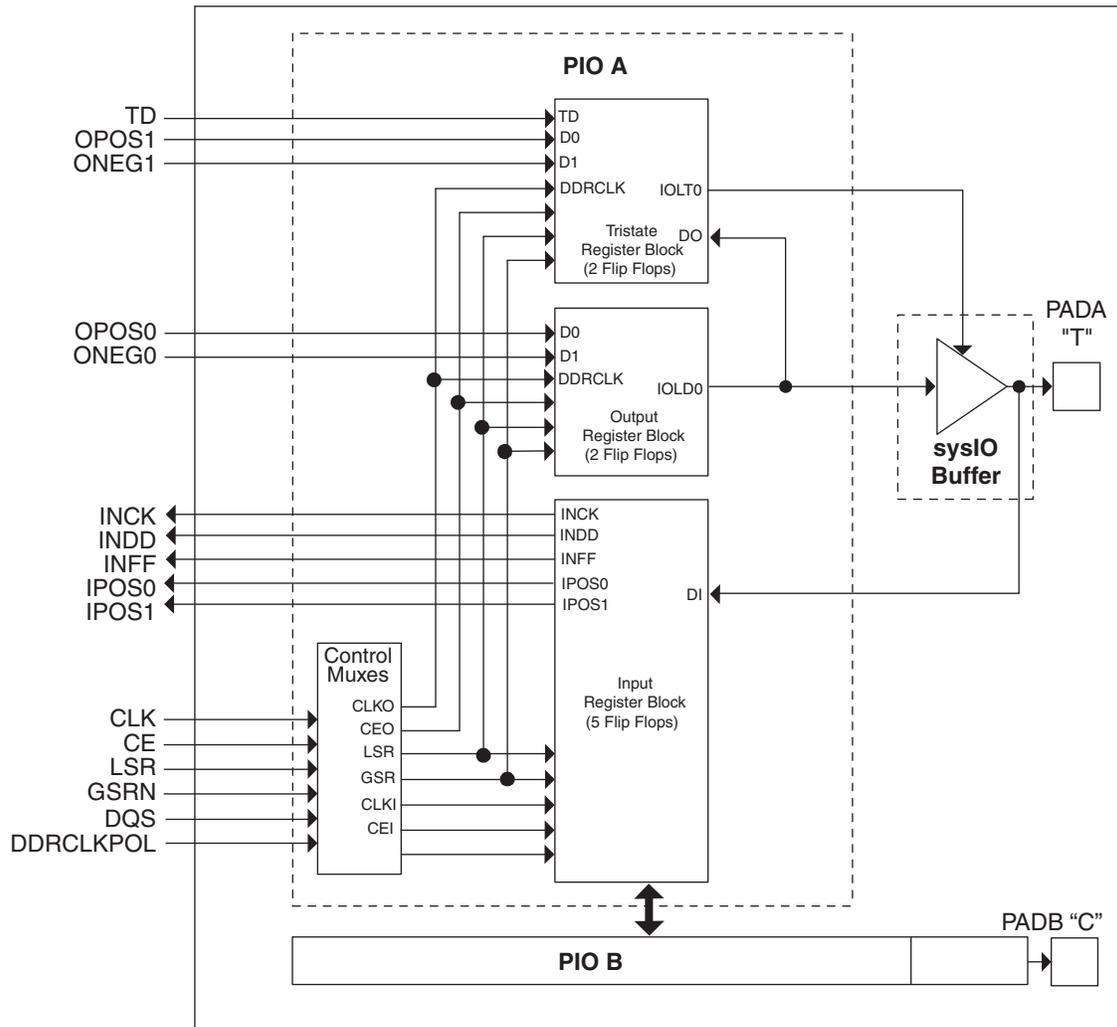 PIO A
TD
OPOS1
ONEG1
TD
D0
D1
DDRCLK
IOLT0
Tristate
Register Block
(2 Flip Flops)
DO
OPOS0
ONEG0
D0
D1
DDRCLK
IOLD0
Output
Register Block
(2 Flip Flops)
PADA
"T"
sysIO
Buffer
INCK
INDD
INFF
IPOS0
IPOS1
INCK
INDD
INFF
IPOS0
IPOS1
DI
Input
Register Block
(5 Flip Flops)
Control
Muxes
CLKO
CEO
LSR
GSR
CLKI
CEI
CLK
CE
LSR
GSRN
DQS
DDRCLKPOL
PADB “C”
PIO B